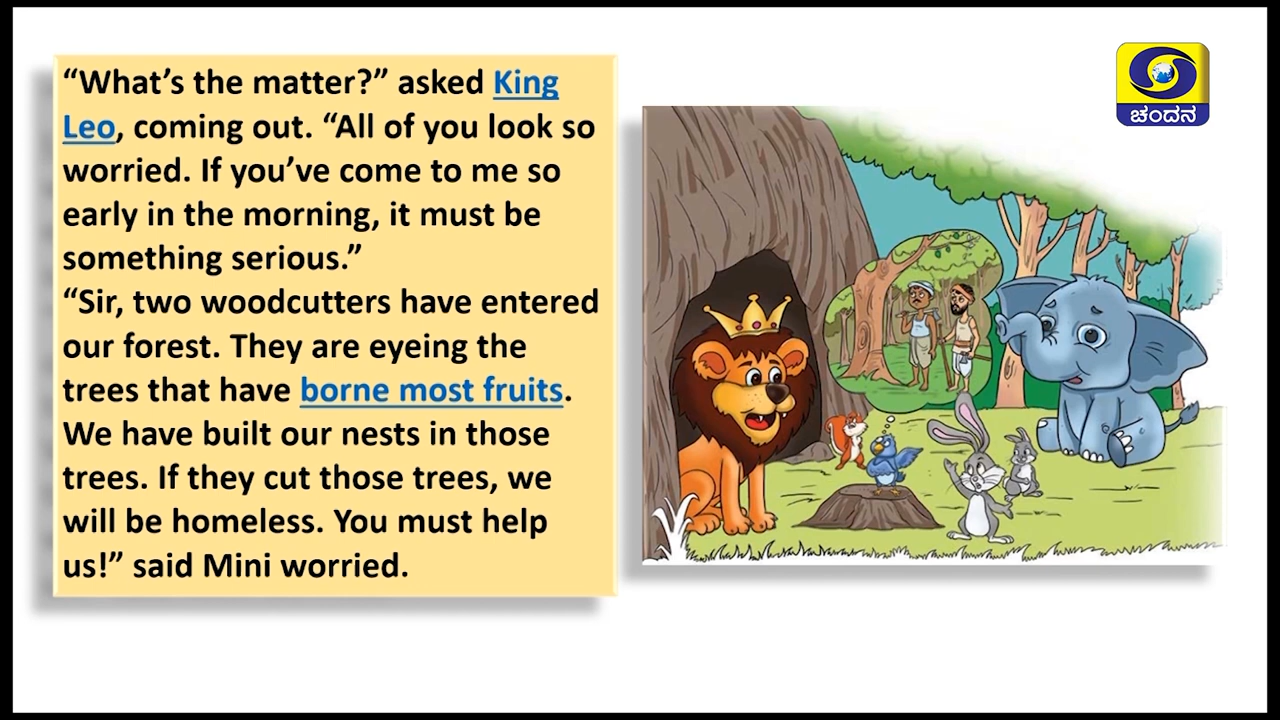 “What’s the matter?” asked King
Leo, coming out. “All of you look so
worried. If you’ve come to me so
early in the morning, it must be
something serious.”
“Sir, two woodcutters have entered
our forest. They are eyeing the
trees that have borne most fruits.
We have built our nests in those
trees. If they cut those trees, we
will be homeless. You must help
us!” said Mini worried.
ಚಂದನ